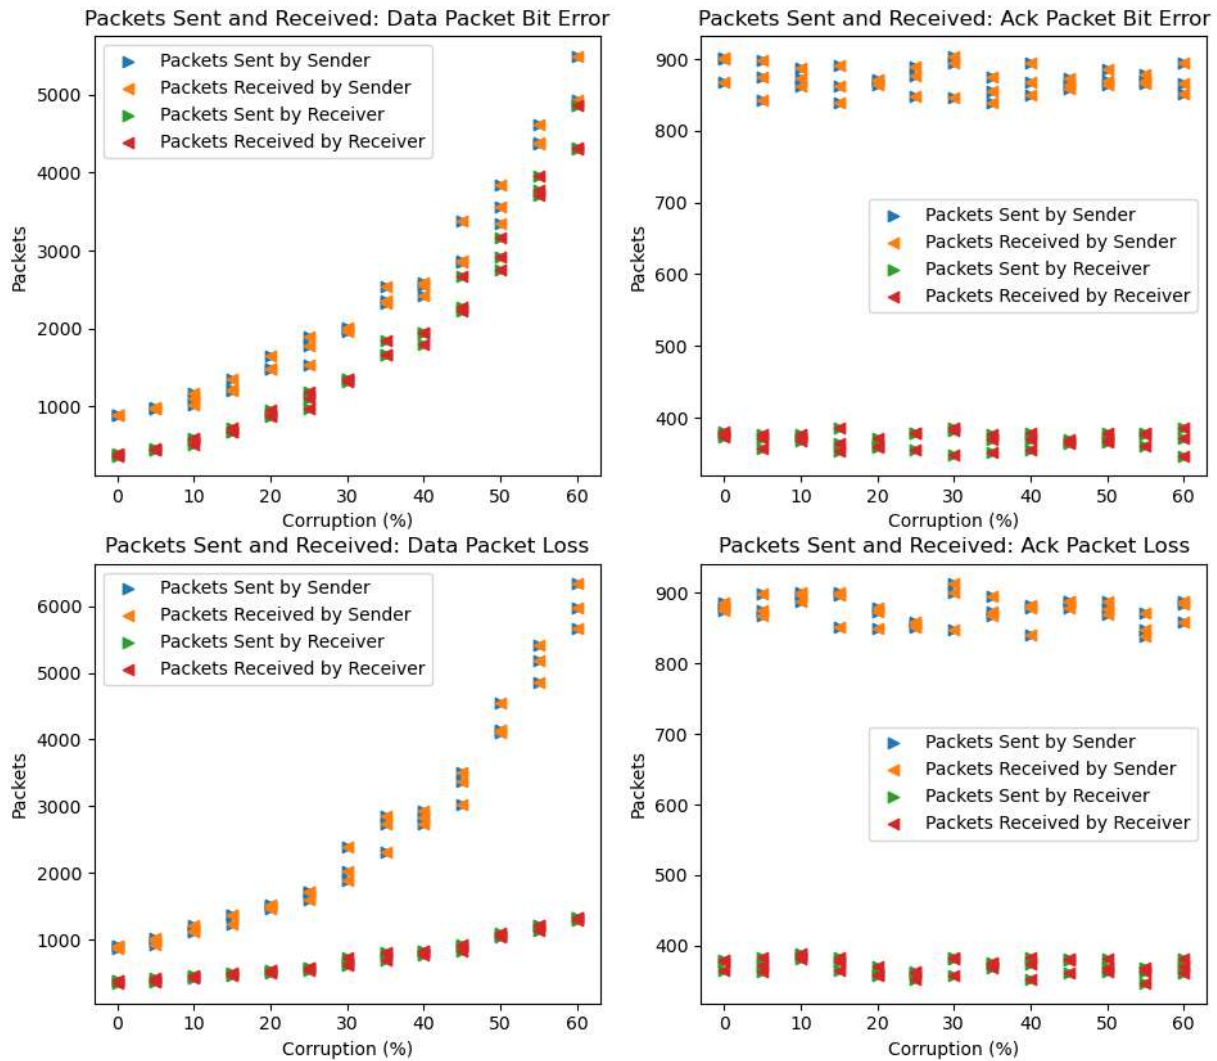 Packets Sent and Received: Data Packet Bit Error
Packets Sent by Sender
Packets Received by Sender
Packets Sent by Receiver
Packets Received by Receiver
5000
4000
3000
2000
1000
Packets
0 10 20 30 40 50 60
Corruption (%)
Packets Sent and Received: Ack Packet Bit Error
900
800
700
600
500
400
Packets
Packets Sent by Sender
Packets Received by Sender
Packets Sent by Receiver
Packets Received by Receiver
0 10 20 30 40 50 60
Corruption (%)
Packets Sent and Received: Data Packet Loss
Packets Sent by Sender
Packets Received by Sender
Packets Sent by Receiver
Packets Received by Receiver
6000
5000
4000
3000
2000
1000
Packets
0 10 20 30 40 50 60
Corruption (%)
Packets Sent and Received: Ack Packet Loss
900
800
700
600
500
400
Packets
Packets Sent by Sender
Packets Received by Sender
Packets Sent by Receiver
Packets Received by Receiver
0 10 20 30 40 50 60
Corruption (%)